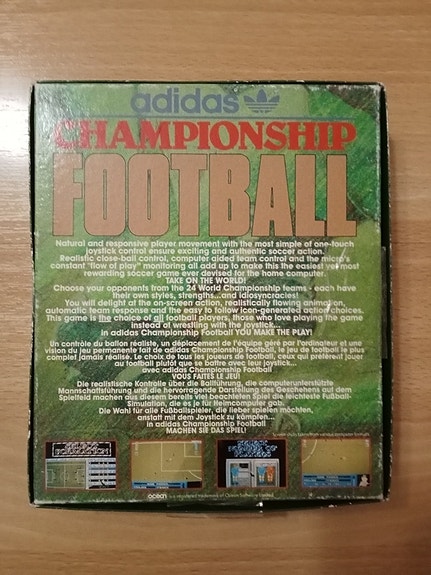 adidas
CHAMPIONSHIP
FOOTBALL
Natural and responsive player movement with the most simple of one-touch
joystick control ensure exciting and authentic soccer action.
Realistic close-ball control, computer aided team control and the micro's
constant "flow of play" monitoring all add up to make this the easiest yet most
rewarding soccer game ever devised for the home computer.
TAKE ON THE WORLD!
Choose your opponents from the 24 World Championship teams - each have
their own styles, strengths...and idiosyncracies!
You will delight at the on-screen action, realistically flowing animation,
automatic team response and the easy to follow icon-generated action choices.
This game is the choice of all football players, those who love playing the game
instead of wrestling with the joystick...
in adidas Championship Football YOU MAKE THE PLAY!
Un contrôle du ballon réaliste, un déplacement de l'équipe géré par l'ordinateur et une
vision du jeu permanente fait de adidas Championship Football, le jeu de football le plus
complet jamais réalisé. Le choix de tous les joueurs de football, ceux qui préfèrent jouer
au football plutôt que se battre avec leur joystick...
avec adidas Championship Football
VOUS FAITES LE JEU!
Die realistische Kontrolle über die Ballführung, die computerunterstützte
Mannschaftsführung und die hervorragende Darstellung des Geschehens auf dem
Spielfeld machen aus diesem bereits viel beachteten Spiel die leichteste Fußball-
Simulation, die es je für Heimcomputer gab.
Die Wahl für alle Fußballspieler, die lieber spielen möchten,
anstatt mit dem Joystick zu kämpfen...
in adidas Championship Football
MACHEN SIE DAS SPIEL!
ocean is a registered trademark of Ocean Software Limited